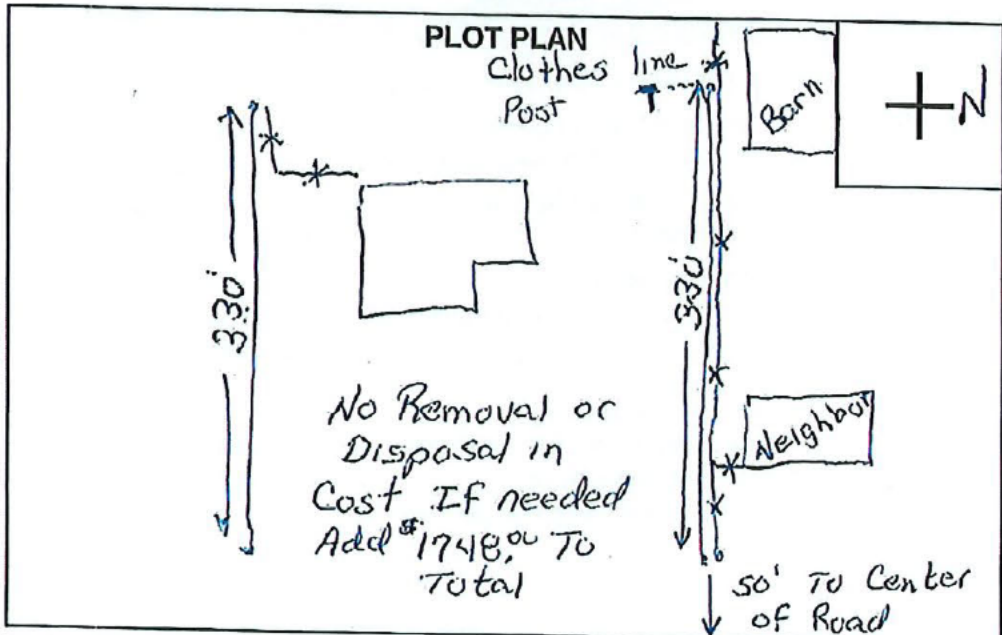 PLOT PLAN
Clothes line
Post
Barn
N
330'
330'
No Removal or
Disposal in
Cost If needed
Add $1748.00 To
Total
Neighbor
50' To Center
of Road